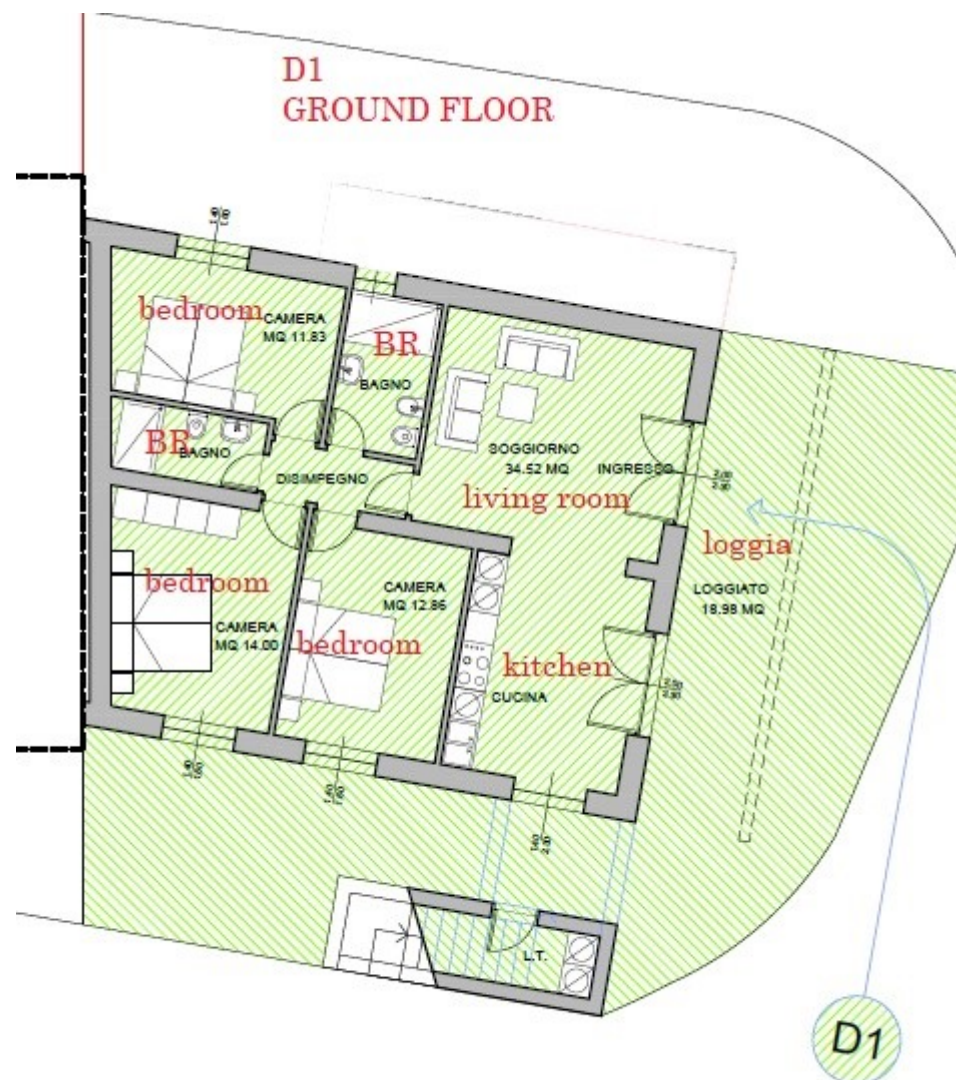 D1
GROUND FLOOR
bedroom
CAMERA
MQ 11.83
BR
BAGNO
BR
BAGNO
DISIMPEGNO
SOGGIORNO
34.52 MQ
INGRESSO
living room
loggia
LOGGIATO
18.98 MQ
bedroom
CAMERA
MQ 14.00
CAMERA
MQ 12.86
bedroom
kitchen
CUCINA
L.T.
D1